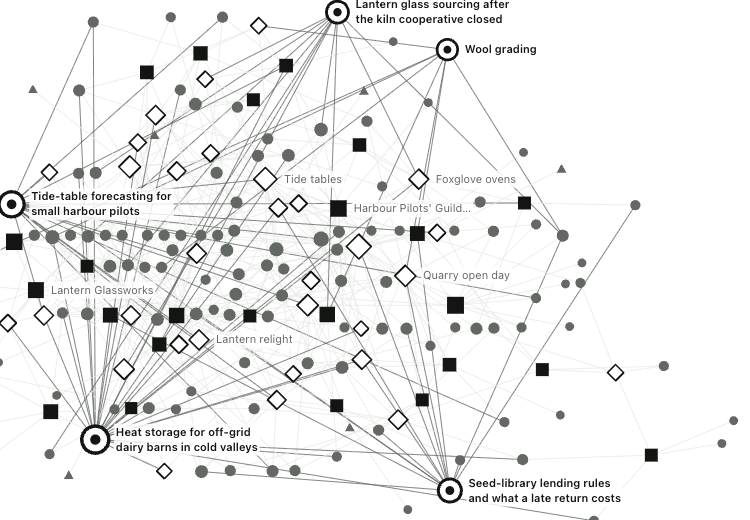 Lantern glass sourcing after
the kiln cooperative closed
Wool grading
Tide tables
Foxglove ovens
Tide-table forecasting for
small harbour pilots
Harbour Pilots' Guild...
Quarry open day
Lantern Glassworks
Lantern relight
Heat storage for off-grid
dairy barns in cold valleys
Seed-library lending rules
and what a late return costs